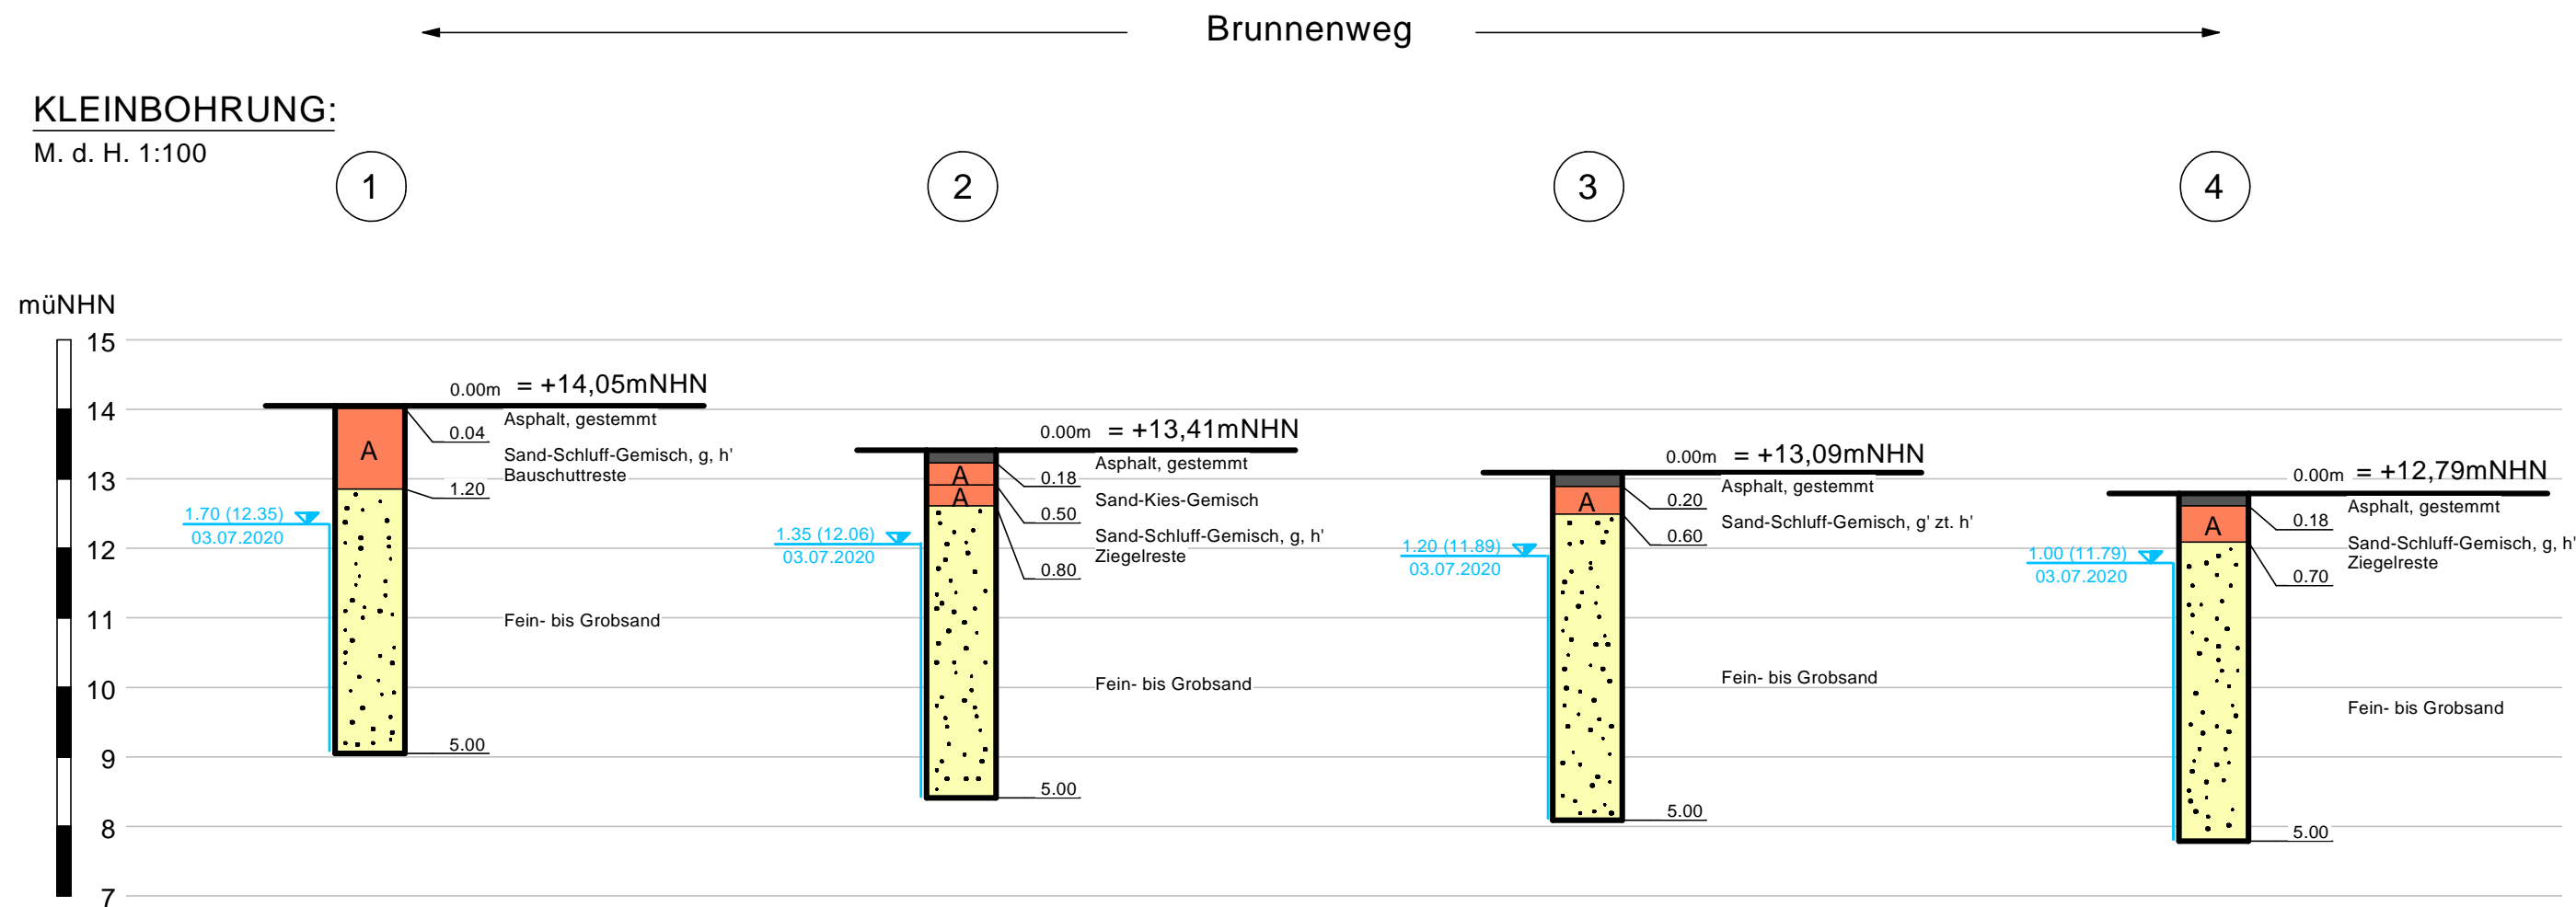 Brunnenweg
KLEINBOHRUNG:
M. d. H. 1:100
1
2
3
4
müNHN
15
14
13
12
11
10
9
8
7
0.00m = +14,05mNHN
Asphalt, gestemmt
0.04
A
Sand-Schluff-Gemisch, g, h'
Bauschuttreste
1.20
1.70 (12.35)
03.07.2020
Fein- bis Grobsand
5.00
0.00m = +13,41mNHN
Asphalt, gestemmt
0.18
A
Sand-Kies-Gemisch
A
0.50
Sand-Schluff-Gemisch, g, h'
Ziegelreste
0.80
1.35 (12.06)
03.07.2020
Fein- bis Grobsand
5.00
0.00m = +13,09mNHN
Asphalt, gestemmt
0.20
A
Sand-Schluff-Gemisch, g' zt. h'
0.60
1.20 (11.89)
03.07.2020
Fein- bis Grobsand
5.00
0.00m = +12,79mNHN
Asphalt, gestemmt
0.18
A
Sand-Schluff-Gemisch, g, h'
Ziegelreste
0.70
1.00 (11.79)
03.07.2020
Fein- bis Grobsand
5.00